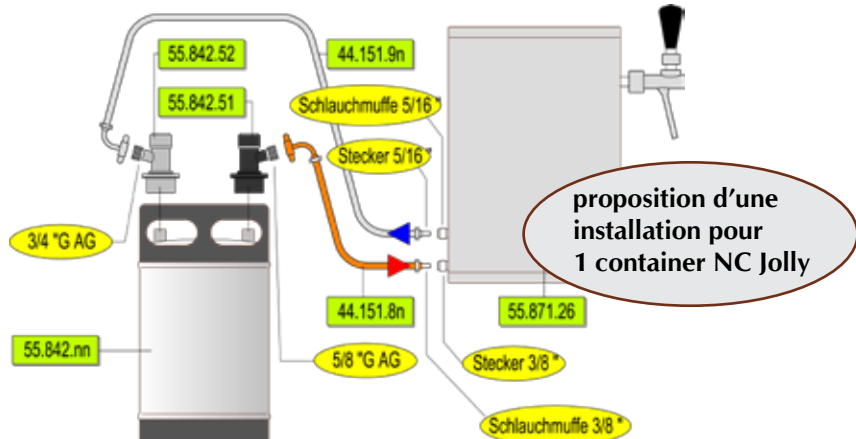 55.842.52
44.151.9n
55.842.51
Schlauchmuffe 5/16 "
Stecker 5/16 "
3/4 "G AG
proposition d’une
installation pour
1 container NC Jolly
44.151.8n
55.871.26
55.842.nn
5/8 "G AG
Stecker 3/8 "
Schlauchmuffe 3/8 "